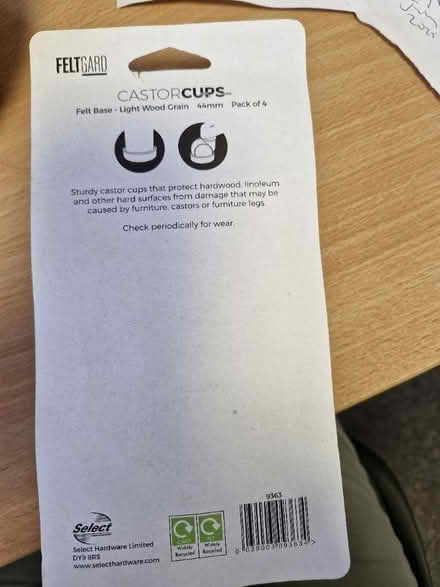 FELTGARD
CASTORCUPS
Felt Base - Light Wood Grain 44mm Pack of 4
Sturdy castor cups that protect hardwood, linoleum
and other hard surfaces from damage that may be
caused by furniture, castors or furniture legs.
Check periodically for wear.
Select
Select Hardware Limited
DY9 8RS
www.selecthardware.com
Widely
Recycled
Widely
Recycled
9363